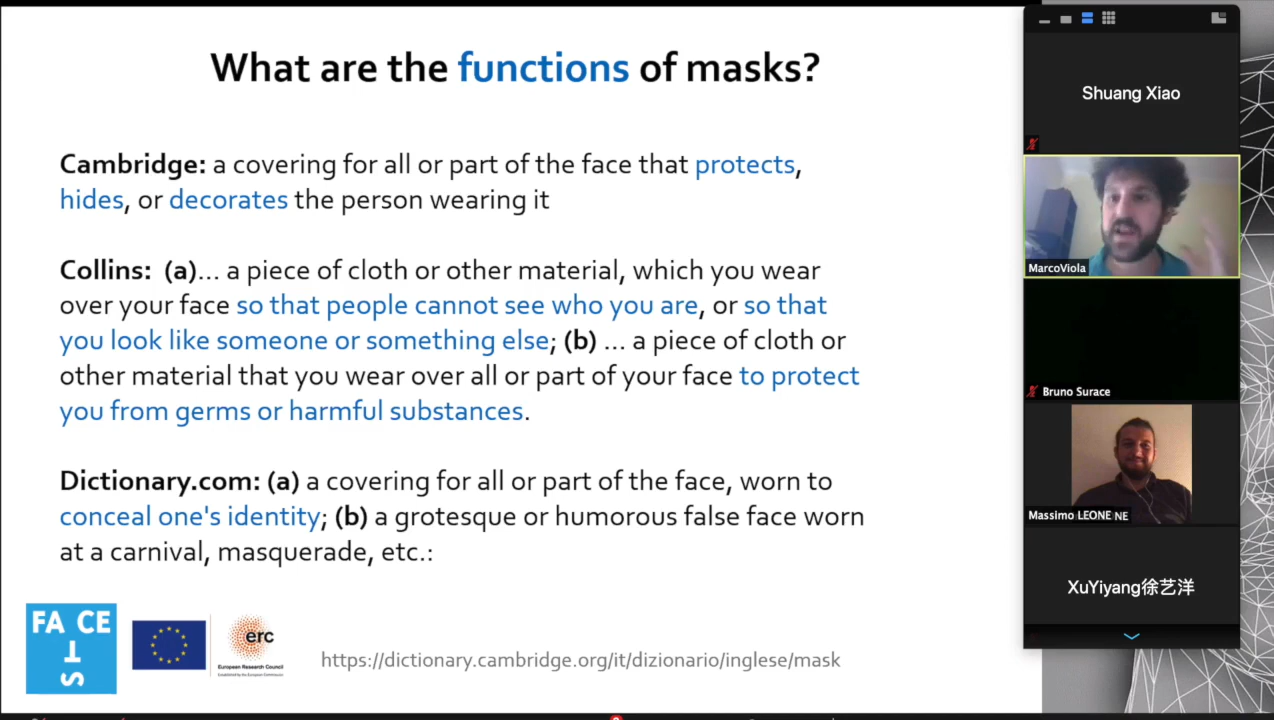 What are the functions of masks?
Cambridge: a covering for all or part of the face that protects,
hides, or decorates the person wearing it
Collins: (a)... a piece of cloth or other material, which you wear
over your face so that people cannot see who you are, or so that
you look like someone or something else; (b) ... a piece of cloth or
other material that you wear over all or part of your face to protect
you from germs or harmful substances.
Dictionary.com: (a) a covering for all or part of the face, worn to
conceal one's identity; (b) a grotesque or humorous false face worn
at a carnival, masquerade, etc.:
FA CE
TS
erc
European Research Council
Established by the European Commission
https://dictionary.cambridge.org/it/dizionario/inglese/mask
Shuang Xiao
MarcoViola
Bruno Surace
Massimo LEONE NE
XuYiyang徐艺洋